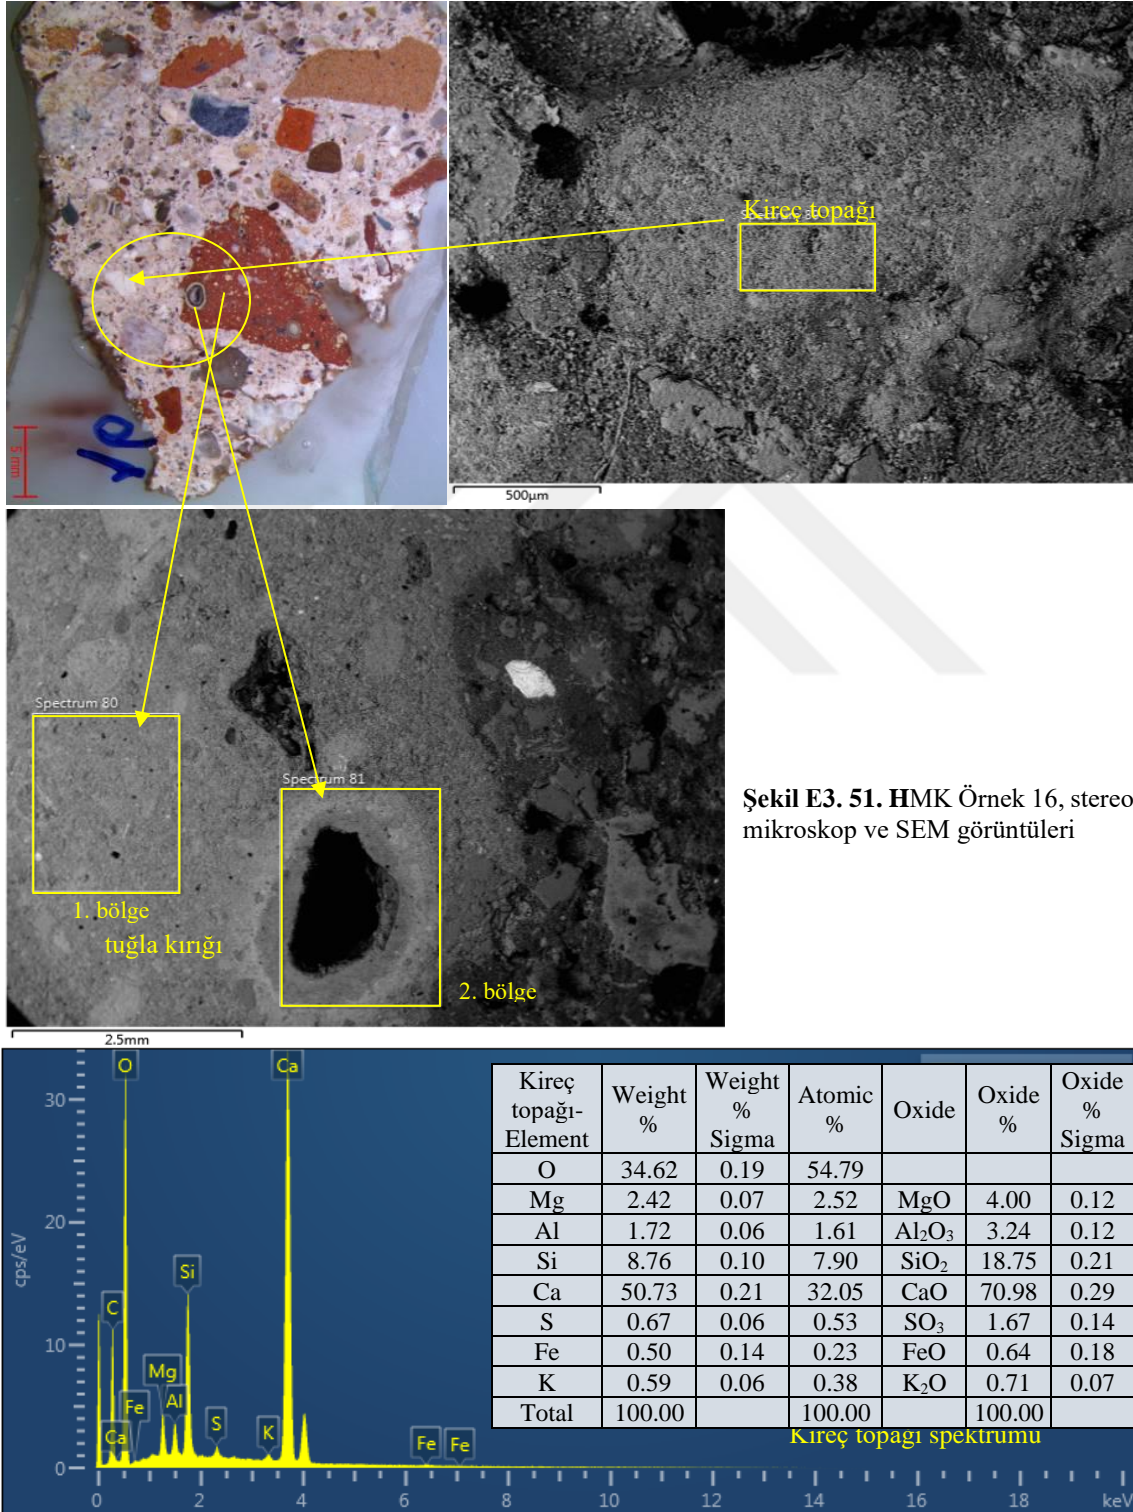 16
5 mm
Kireç topağı
500µm
Spectrum 80
Spectrum 81
1. bölge
tuğla kırığı
2. bölge
2.5mm
Şekil E3. 51. HMK Örnek 16, stereo
mikroskop ve SEM görüntüleri
cps/eV
30
20
10
0
O
Ca
Si
C
Mg
Al
Fe
Ca
S
K
Fe
Fe
0 2 4 6 8 10 12 14 16 18 keV
Kireç topağı-Element Weight % Weight % Sigma Atomic % Oxide Oxide % Oxide % Sigma
O 34.62 0.19 54.79
Mg 2.42 0.07 2.52 MgO 4.00 0.12
Al 1.72 0.06 1.61 Al₂O₃ 3.24 0.12
Si 8.76 0.10 7.90 SiO₂ 18.75 0.21
Ca 50.73 0.21 32.05 CaO 70.98 0.29
S 0.67 0.06 0.53 SO₃ 1.67 0.14
Fe 0.50 0.14 0.23 FeO 0.64 0.18
K 0.59 0.06 0.38 K₂O 0.71 0.07
Total 100.00 100.00 100.00
Kireç topağı spektrumu